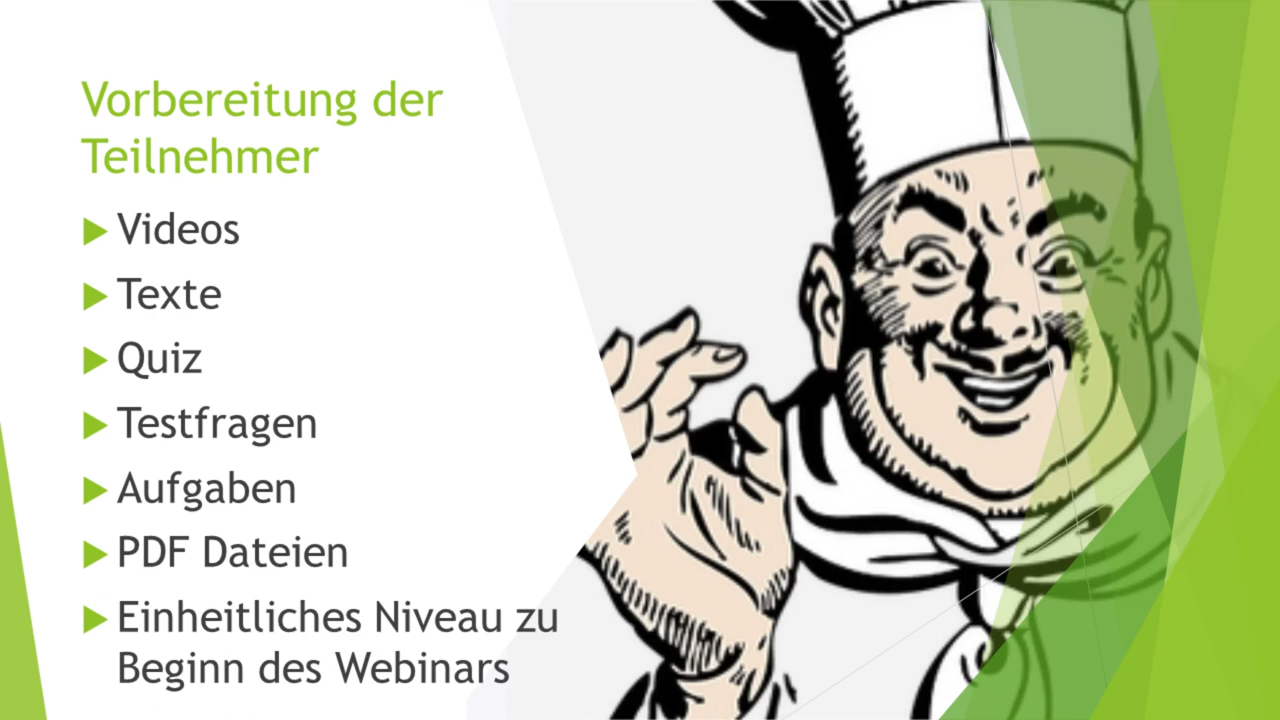 Vorbereitung der
Teilnehmer
Videos
Texte
Quiz
Testfragen
Aufgaben
PDF Dateien
Einheitliches Niveau zu
Beginn des Webinars